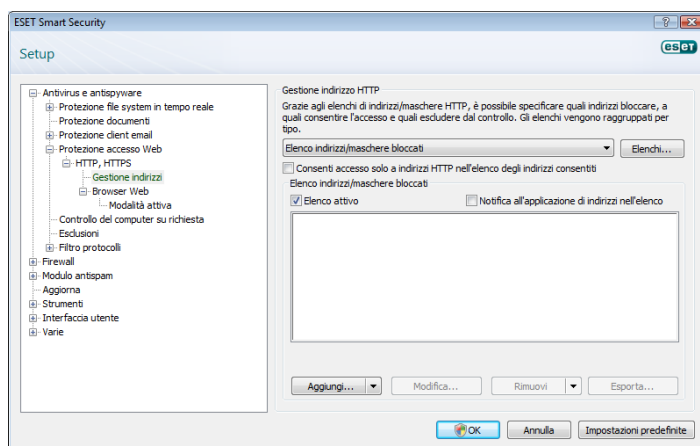 ESET Smart Security
Setup
eset
Antivirus e antispyware
Protezione file system in tempo reale
Protezione documenti
Protezione client email
Protezione accesso Web
HTTP, HTTPS
Gestione indirizzi
Browser Web
Modalità attiva
Controllo del computer su richiesta
Esclusioni
Filtro protocolli
Firewall
Modulo antispam
Aggiorna
Strumenti
Interfaccia utente
Varie
Gestione indirizzo HTTP
Grazie agli elenchi di indirizzi/maschere HTTP, è possibile specificare quali indirizzi bloccare, a
quali consentire l'accesso e quali escludere dal controllo. Gli elenchi vengono raggruppati per
tipo.
Elenco indirizzi/maschere bloccati
Elenchi...
Consenti accesso solo a indirizzi HTTP nell'elenco degli indirizzi consentiti
Elenco indirizzi/maschere bloccati
Elenco attivo
Notifica all'applicazione di indirizzi nell'elenco
Aggiungi...
Modifica...
Rimuovi
Esporta...
OK
Annulla
Impostazioni predefinite